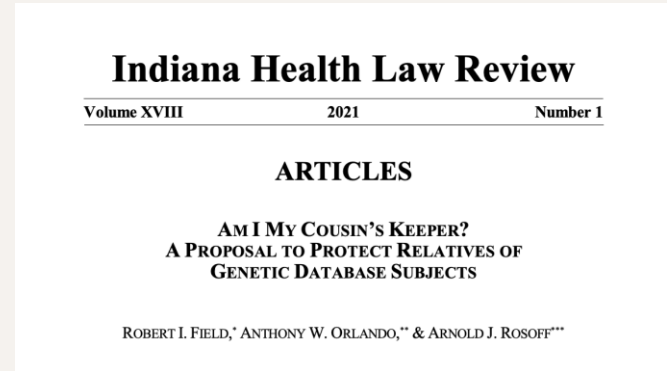 Indiana Health Law Review
Volume XVIII 2021 Number 1
ARTICLES
AM I MY COUSIN'S KEEPER?
A PROPOSAL TO PROTECT RELATIVES OF
GENETIC DATABASE SUBJECTS
ROBERT I. FIELD,* ANTHONY W. ORLANDO,** & ARNOLD J. ROSOFF***